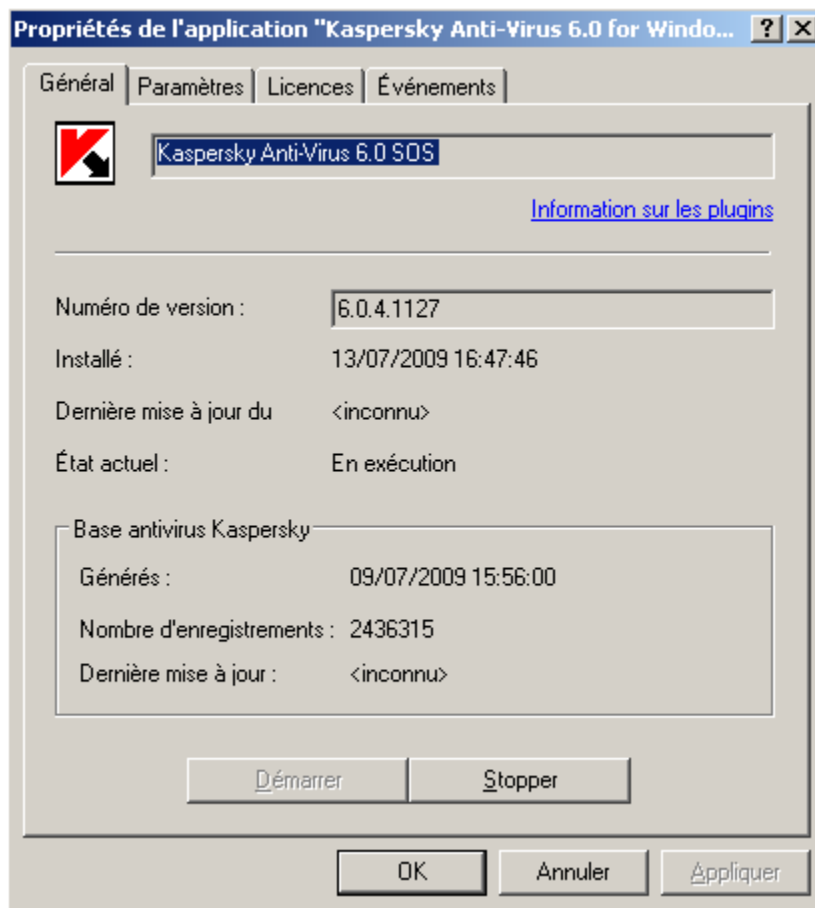 Propriétés de l'application "Kaspersky Anti-Virus 6.0 for Windo...
Général Paramètres Licences Événements
Kaspersky Anti-Virus 6.0 SOS
Information sur les plugins
Numéro de version : 6.0.4.1127
Installé : 13/07/2009 16:47:46
Dernière mise à jour du <inconnu>
État actuel : En exécution
Base antivirus Kaspersky
Générés : 09/07/2009 15:56:00
Nombre d'enregistrements : 2436315
Dernière mise à jour : <inconnu>
Démarrer Stopper
OK Annuler Appliquer